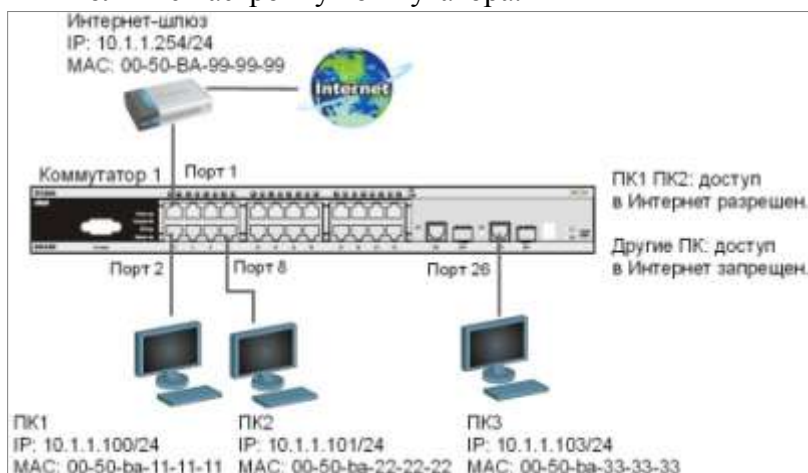 Интернет-шлюз
IP: 10.1.1.254/24
MAC: 00-50-BA-99-99-99
Internet
Коммутатор 1
Порт 1
ПК1 ПК2: доступ
в Интернет разрешен.
Другие ПК: доступ
в Интернет запрещен.
Порт 2
Порт 8
Порт 26
ПК1
IP: 10.1.1.100/24
MAC: 00-50-ba-11-11-11
ПК2
IP: 10.1.1.101/24
MAC: 00-50-ba-22-22-22
ПК3
IP: 10.1.1.103/24
MAC: 00-50-ba-33-33-33